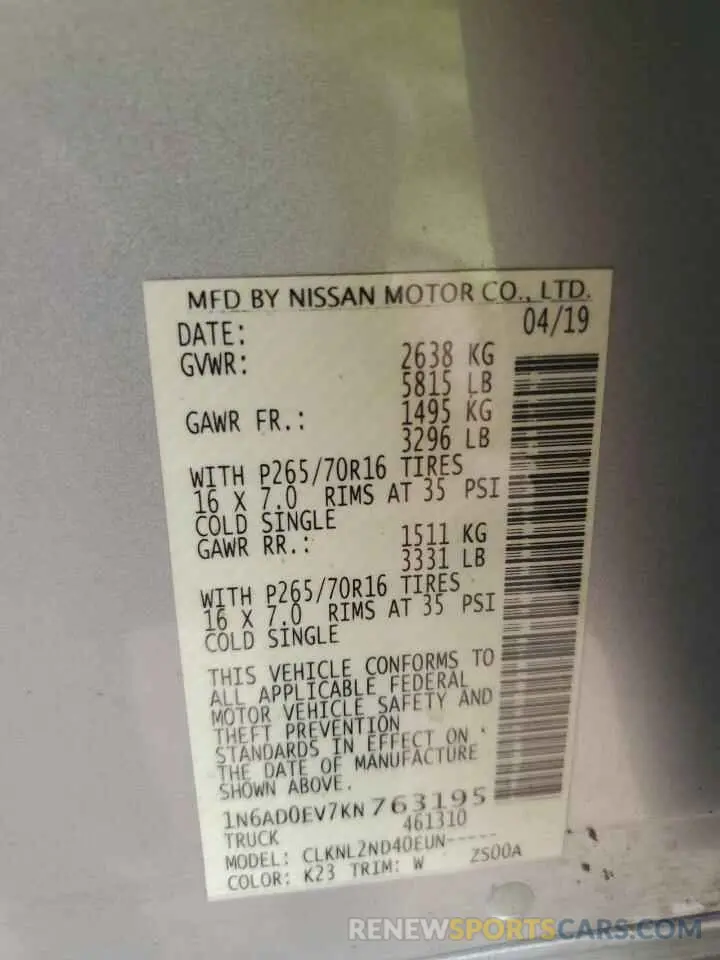 MFD BY NISSAN MOTOR CO., LTD.
DATE: 04/19
GVWR: 2638 KG
5815 LB
GAWR FR.: 1495 KG
3296 LB
WITH P265/70R16 TIRES
16 X 7.0 RIMS AT 35 PSI
COLD SINGLE
GAWR RR.: 1511 KG
3331 LB
WITH P265/70R16 TIRES
16 X 7.0 RIMS AT 35 PSI
COLD SINGLE
THIS VEHICLE CONFORMS TO
ALL APPLICABLE FEDERAL
MOTOR VEHICLE SAFETY AND
THEFT PREVENTION
STANDARDS IN EFFECT ON
THE DATE OF MANUFACTURE
SHOWN ABOVE.
1N6AD0EV7KN763195
TRUCK 461310
MODEL: CLKNL2ND40EUN-----
COLOR: K23 TRIM: W ZS00A
RENEWSPORTSCARS.COM